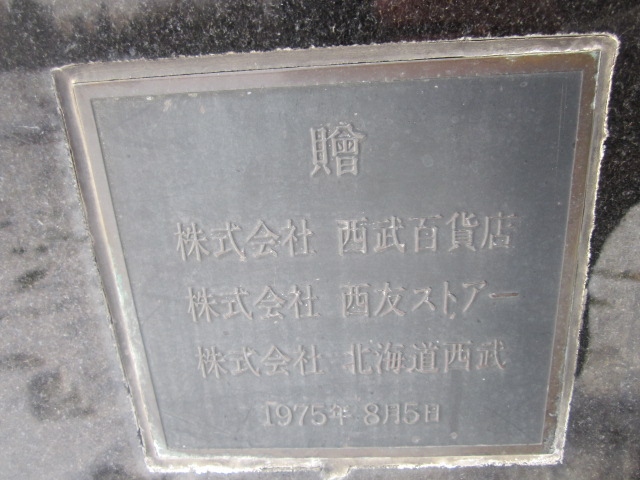 贈
株式会社 西武百貨店
株式会社 西友ストアー
株式会社 北海道西武
1975年 8月5日